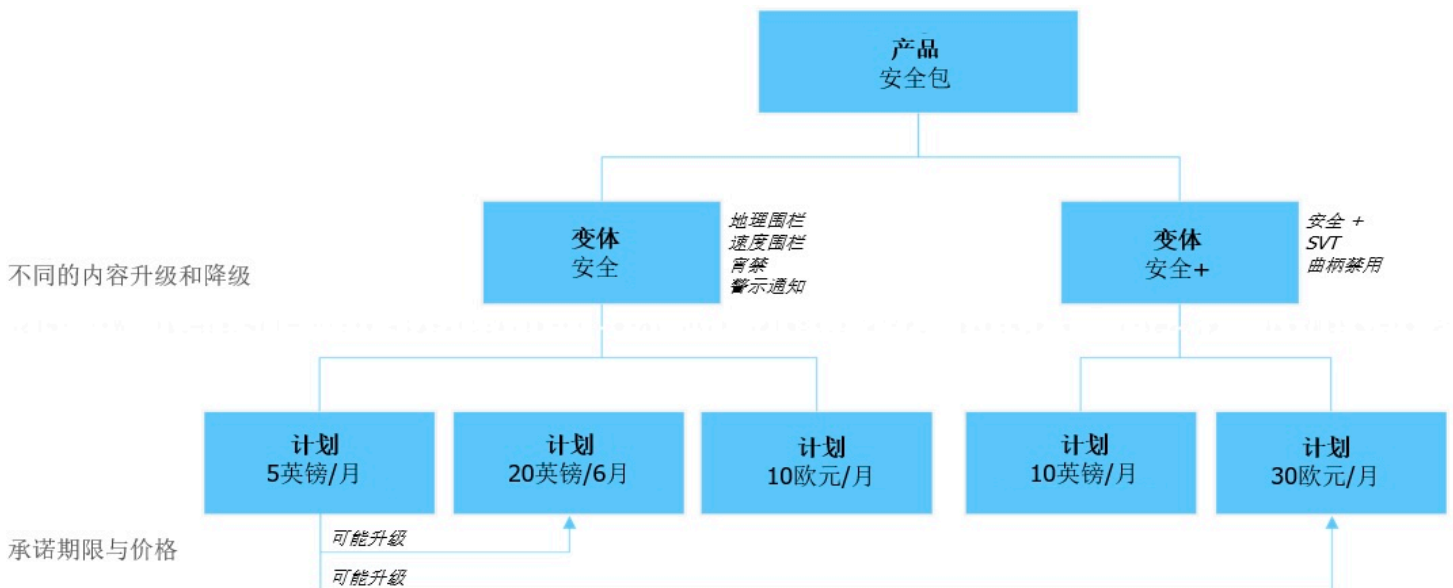 产品
安全包
变体
安全
地理围栏
速度围栏
宵禁
警示通知
变体
安全+
安全 +
SVT
曲柄禁用
不同的内容升级和降级
计划
5英镑/月
计划
20英镑/6月
计划
10欧元/月
计划
10英镑/月
计划
30欧元/月
承诺期限与价格
可能升级
可能升级